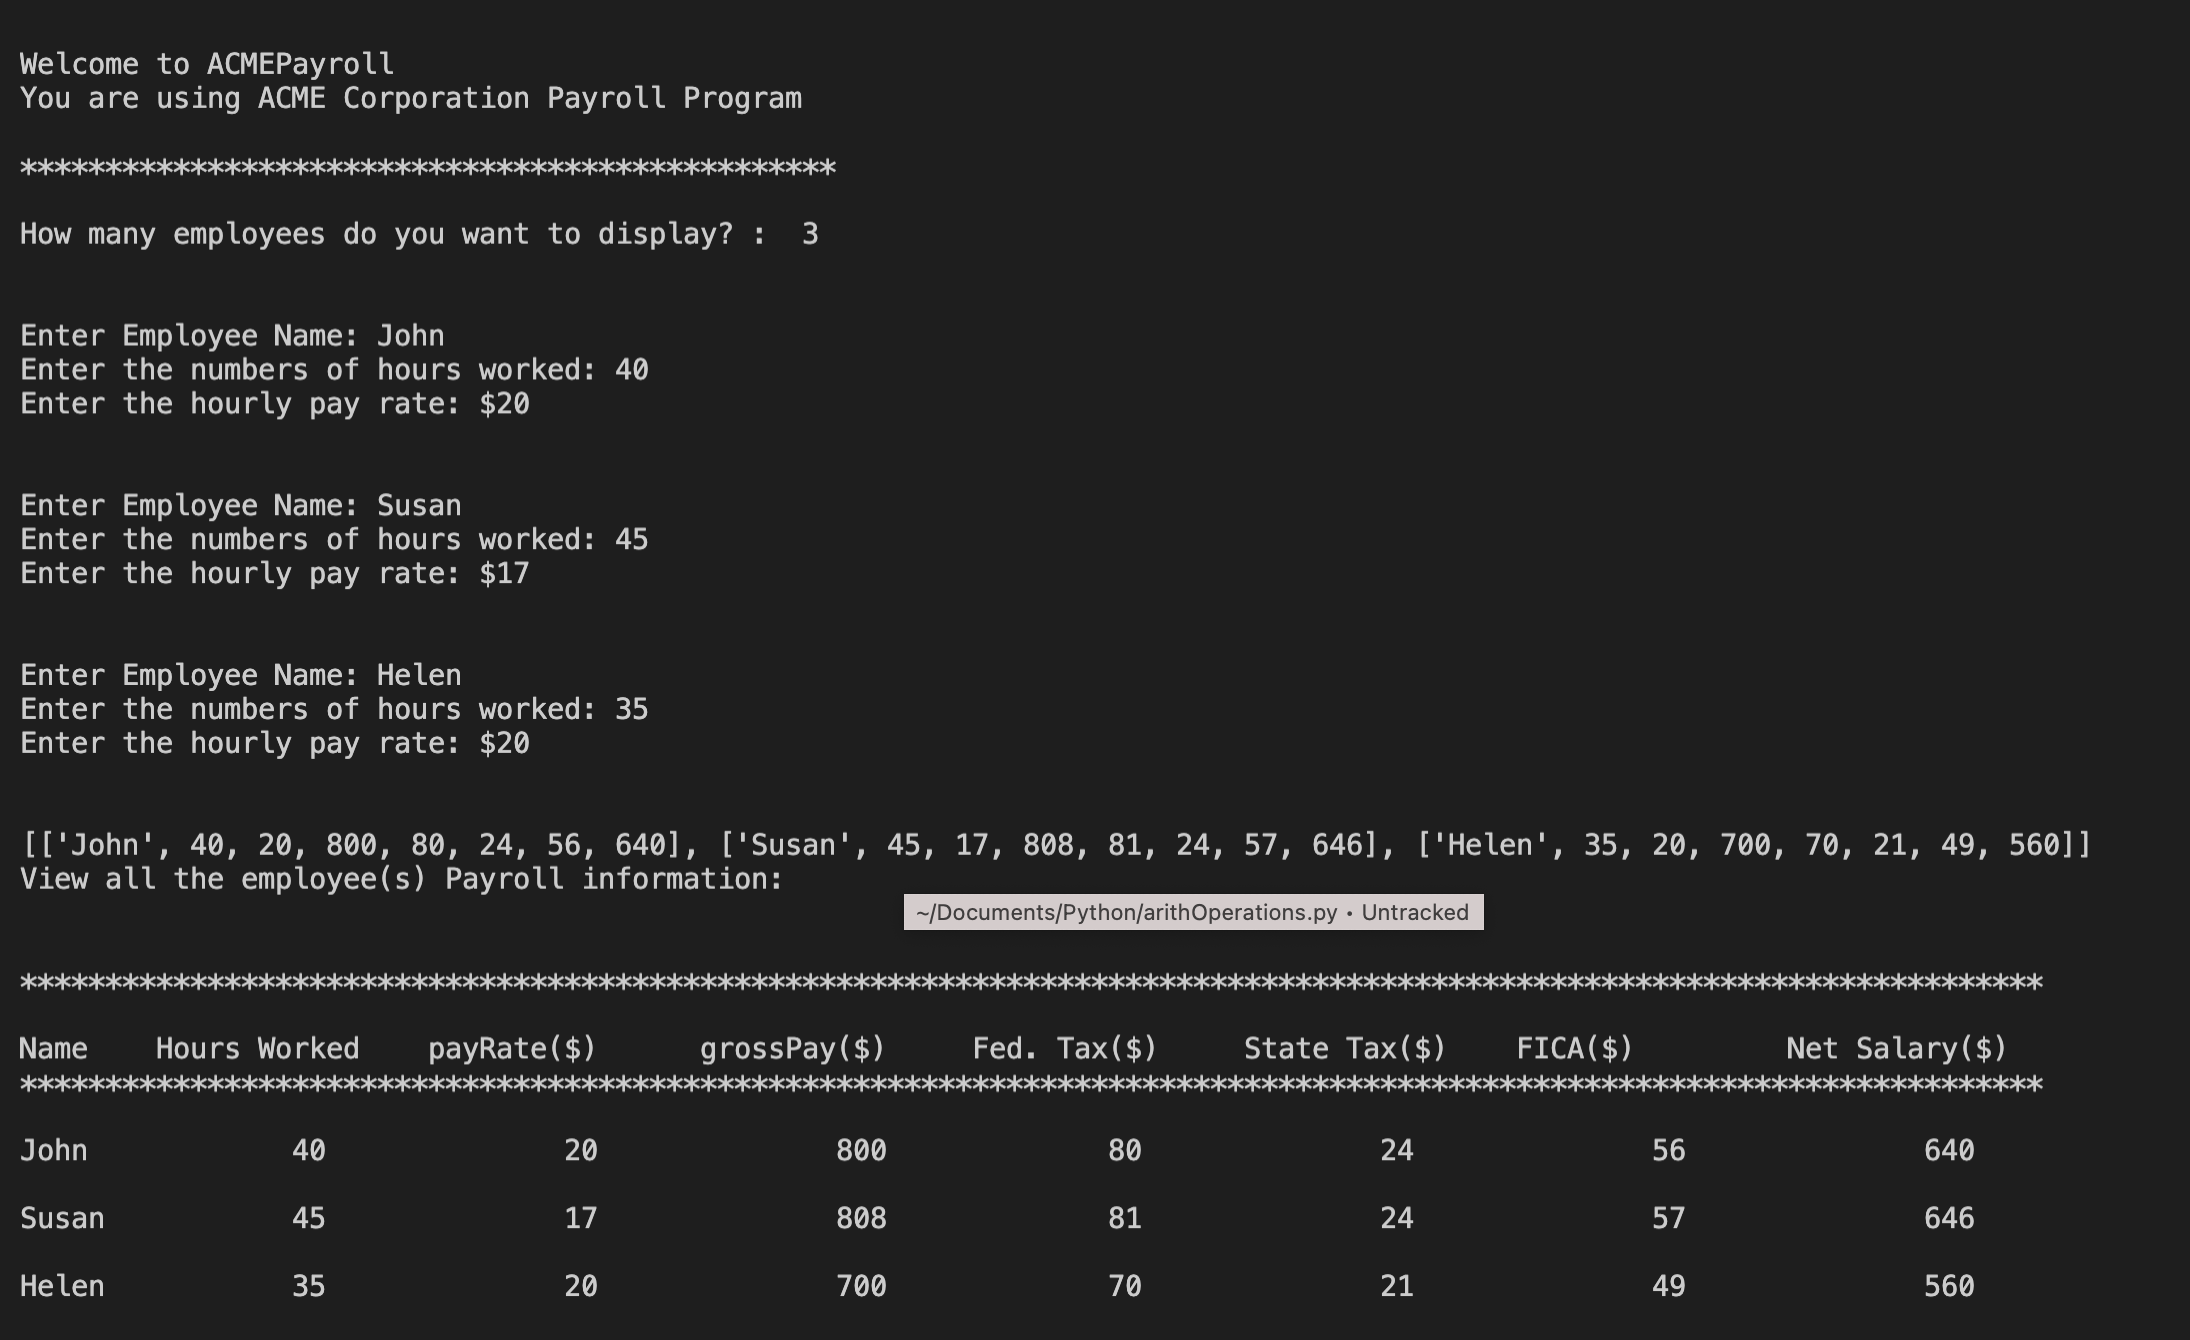 Welcome to ACMEPayroll
You are using ACME Corporation Payroll Program
************************************************
How many employees do you want to display? :  3
Enter Employee Name: John
Enter the numbers of hours worked: 40
Enter the hourly pay rate: $20
Enter Employee Name: Susan
Enter the numbers of hours worked: 45
Enter the hourly pay rate: $17
Enter Employee Name: Helen
Enter the numbers of hours worked: 35
Enter the hourly pay rate: $20
[['John', 40, 20, 800, 80, 24, 56, 640], ['Susan', 45, 17, 808, 81, 24, 57, 646], ['Helen', 35, 20, 700, 70, 21, 49, 560]]
View all the employee(s) Payroll information:
~/Documents/Python/arithOperations.py • Untracked
***********************************************************************************************************************
Name    Hours Worked    payRate($)      grossPay($)     Fed. Tax($)     State Tax($)    FICA($)         Net Salary($)
***********************************************************************************************************************
John            40              20              800             80              24              56              640
Susan           45              17              808             81              24              57              646
Helen           35              20              700             70              21              49              560